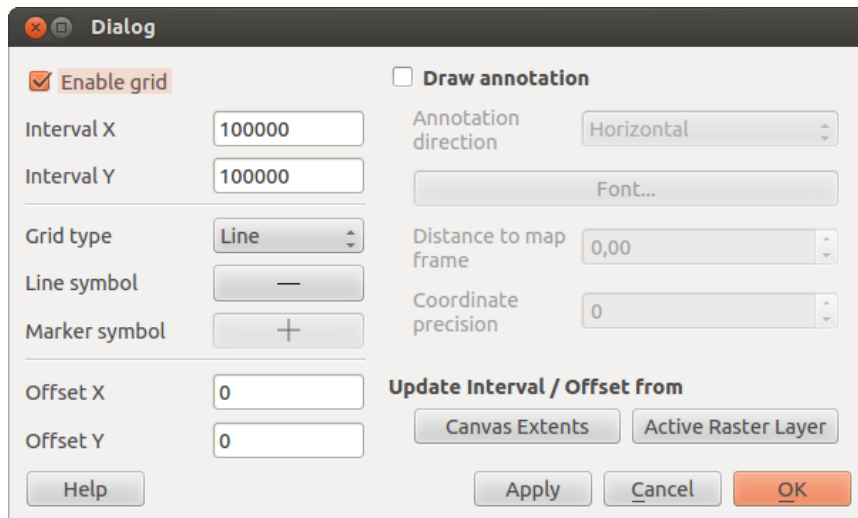 Dialog
Enable grid
Interval X 100000
Interval Y 100000
Grid type Line
Line symbol
Marker symbol
Offset X 0
Offset Y 0
Draw annotation
Annotation
direction
Horizontal
Font...
Distance to map
frame
0,00
Coordinate
precision
0
Update Interval / Offset from
Canvas Extents Active Raster Layer
Help Apply Cancel OK